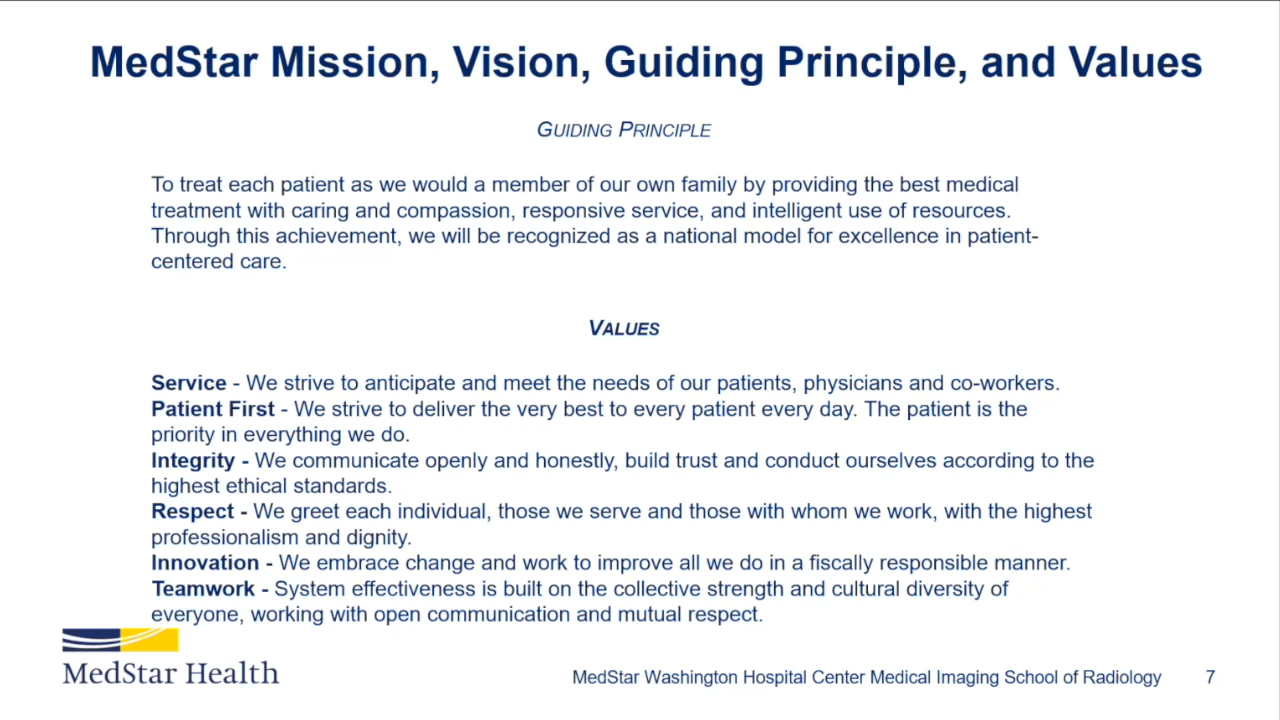 MedStar Mission, Vision, Guiding Principle, and Values
GUIDING PRINCIPLE
To treat each patient as we would a member of our own family by providing the best medical
treatment with caring and compassion, responsive service, and intelligent use of resources.
Through this achievement, we will be recognized as a national model for excellence in patient-
centered care.
VALUES
Service - We strive to anticipate and meet the needs of our patients, physicians and co-workers.
Patient First - We strive to deliver the very best to every patient every day. The patient is the
priority in everything we do.
Integrity - We communicate openly and honestly, build trust and conduct ourselves according to the
highest ethical standards.
Respect - We greet each individual, those we serve and those with whom we work, with the highest
professionalism and dignity.
Innovation - We embrace change and work to improve all we do in a fiscally responsible manner.
Teamwork - System effectiveness is built on the collective strength and cultural diversity of
everyone, working with open communication and mutual respect.
MedStar Health
MedStar Washington Hospital Center Medical Imaging School of Radiology 7